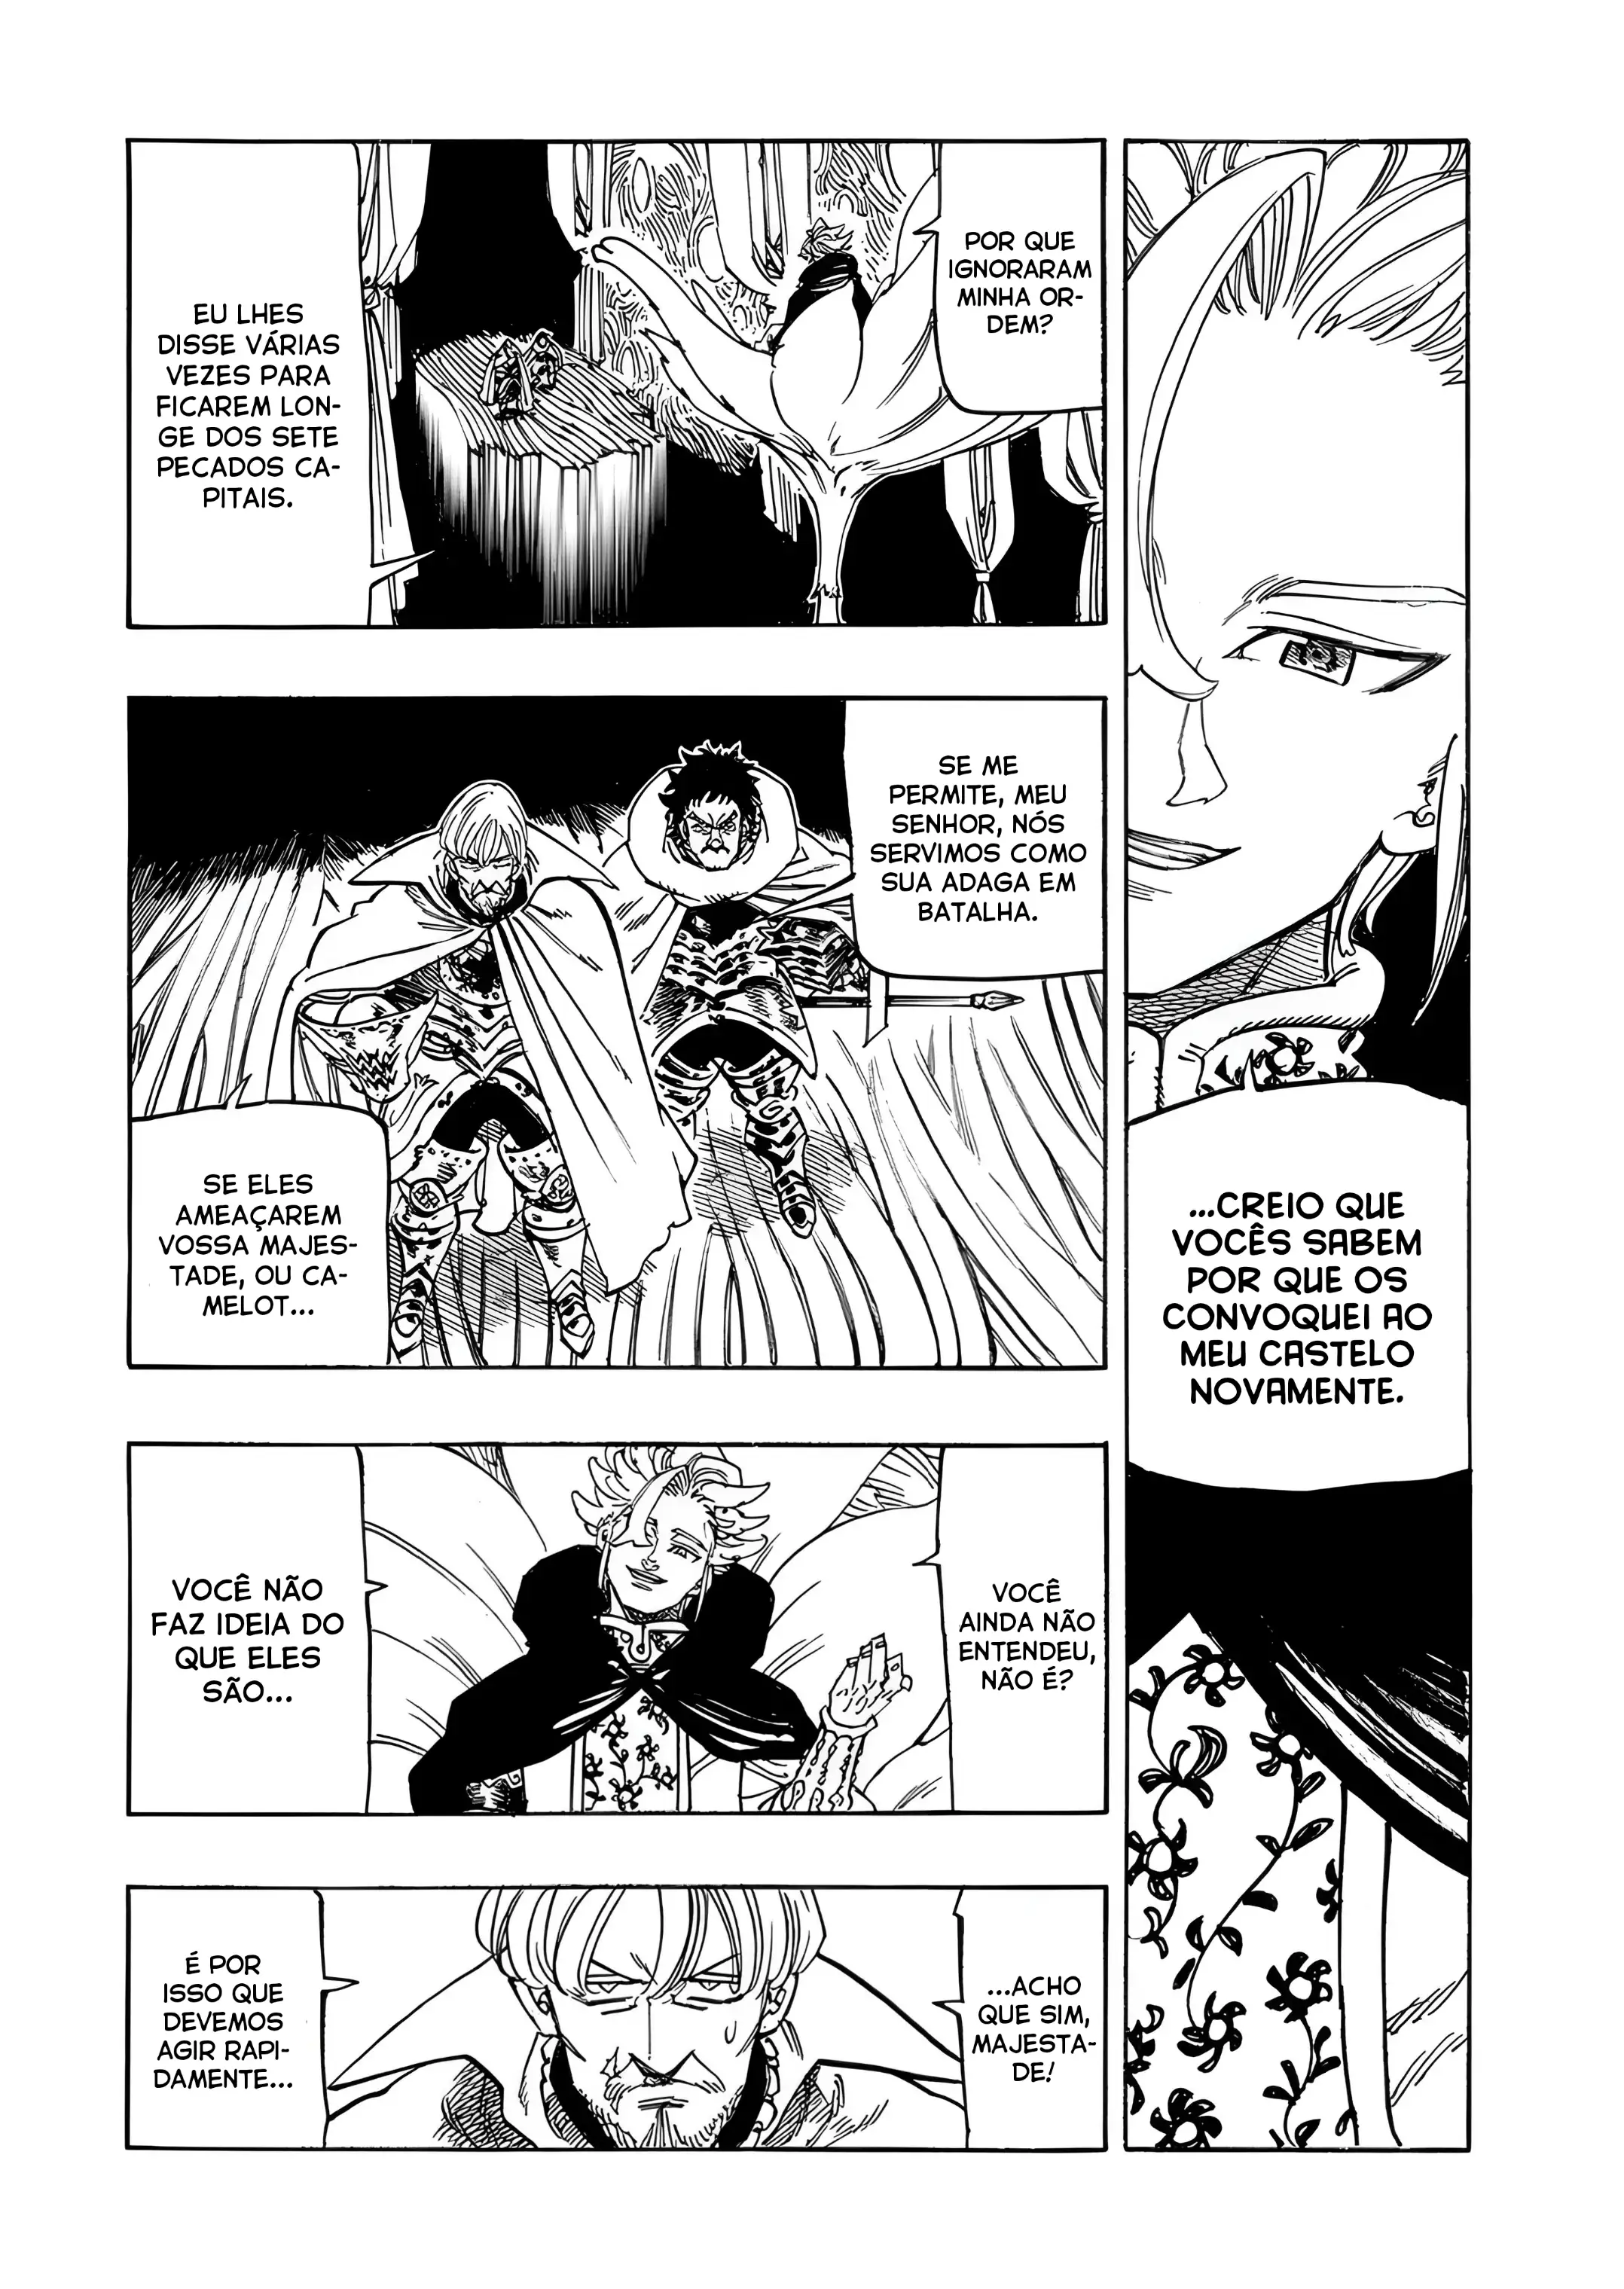 ...CREIO QUE
VOCÊS SABEM
POR QUE OS
CONVOQUEI AO
MEU CASTELO
NOVAMENTE.
POR QUE
IGNORARAM
MINHA OR-
DEM?
EU LHES
DISSE VÁRIAS
VEZES PARA
FICAREM LON-
GE DOS SETE
PECADOS CA-
PITAIS.
SE ME
PERMITE, MEU
SENHOR, NÓS
SERVIMOS COMO
SUA ADAGA EM
BATALHA.
SE ELES
AMEAÇAREM
VOSSA MAJES-
TADE, OU CA-
MELOT...
VOCÊ
AINDA NÃO
ENTENDEU,
NÃO É?
VOCÊ NÃO
FAZ IDEIA DO
QUE ELES
SÃO...
...ACHO
QUE SIM,
MAJESTA-
DE!
É POR
ISSO QUE
DEVEMOS
AGIR RAPI-
DAMENTE...